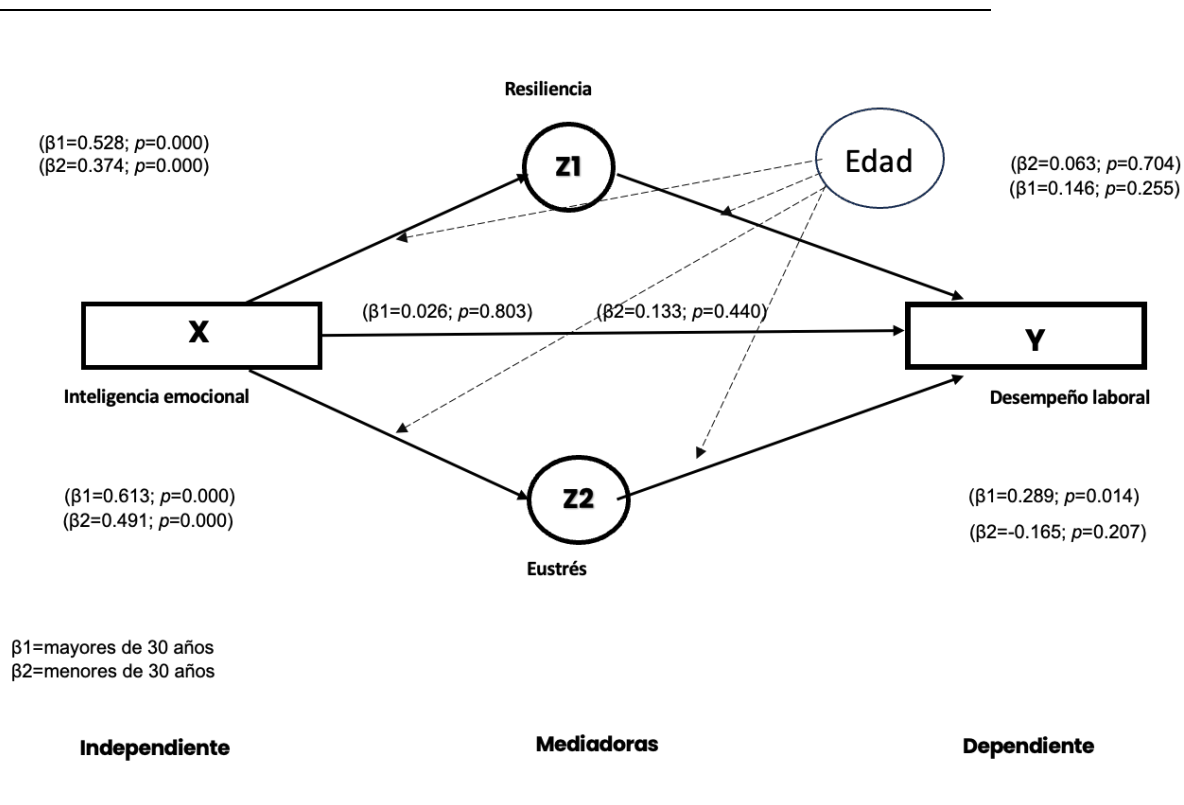 Resiliencia
(β1=0.528; p=0.000)
(β2=0.374; p=0.000)
Z1
Edad
(β2=0.063; p=0.704)
(β1=0.146; p=0.255)
(β1=0.026; p=0.803)
(β2=0.133; p=0.440)
X
Y
Inteligencia emocional
Desempeño laboral
(β1=0.613; p=0.000)
(β2=0.491; p=0.000)
Z2
(β1=0.289; p=0.014)
(β2=-0.165; p=0.207)
Eustrés
β1=mayores de 30 años
β2=menores de 30 años
Independiente
Mediadoras
Dependiente